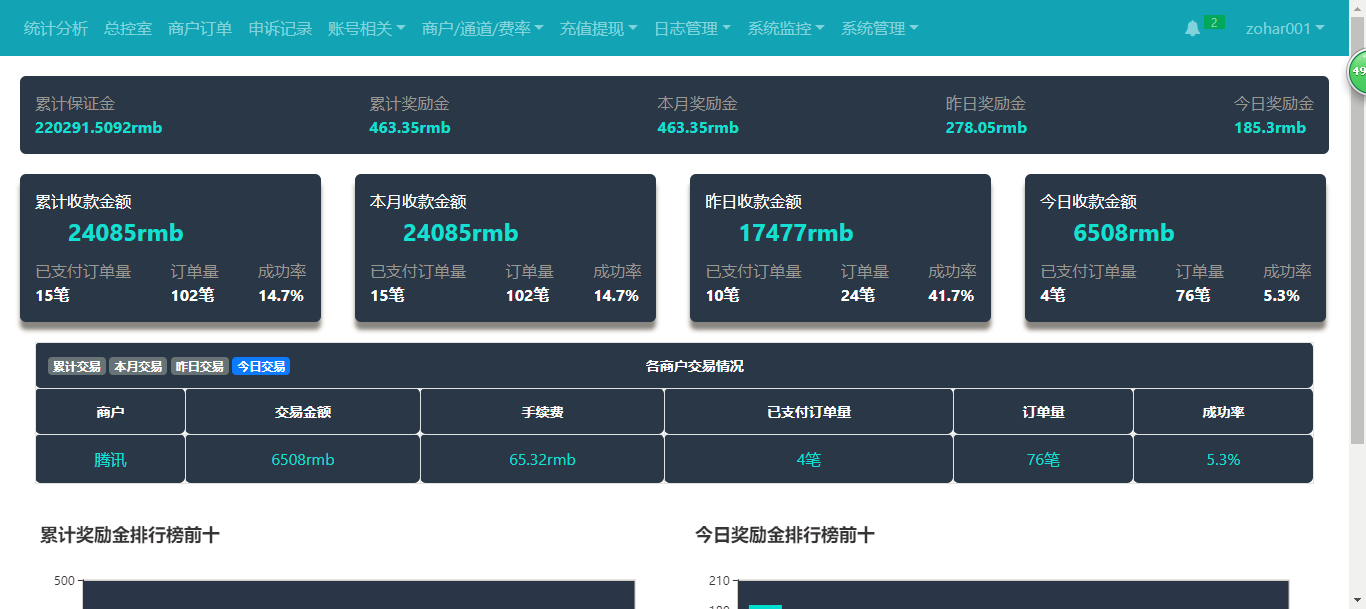 统计分析 总控室 商户订单 申诉记录 账号相关 商户/通道/费率 充值提现 日志管理 系统监控 系统管理 2 zohar001
49
累计保证金 累计奖励金 本月奖励金 昨日奖励金 今日奖励金
220291.5092rmb 463.35rmb 463.35rmb 278.05rmb 185.3rmb
累计收款金额 本月收款金额 昨日收款金额 今日收款金额
24085rmb 24085rmb 17477rmb 6508rmb
已支付订单量 订单量 成功率 已支付订单量 订单量 成功率 已支付订单量 订单量 成功率 已支付订单量 订单量 成功率
15笔 102笔 14.7% 15笔 102笔 14.7% 10笔 24笔 41.7% 4笔 76笔 5.3%
累计交易 本月交易 昨日交易 今日交易 各商户交易情况
商户 交易金额 手续费 已支付订单量 订单量 成功率
腾讯 6508rmb 65.32rmb 4笔 76笔 5.3%
累计奖励金排行榜前十 今日奖励金排行榜前十
500 210
180